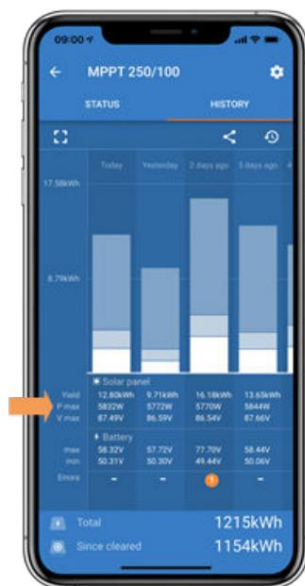 09:00
MPPT 250/100
STATUS HISTORY
Today Yesterday 2 days ago 3 days ago
17.58kWh
8.79kWh
Solar panel
Yield 12.80kWh 9.71kWh 16.18kWh 13.65kWh
P max 5832W 5772W 5770W 5844W
V max 87.49V 86.59V 86.54V 87.66V
Battery
max 58.32V 57.72V 77.70V 58.44V
min 50.31V 50.30V 49.44V 50.06V
Errors - - 1 -
Total 1215kWh
Since cleared 1154kWh